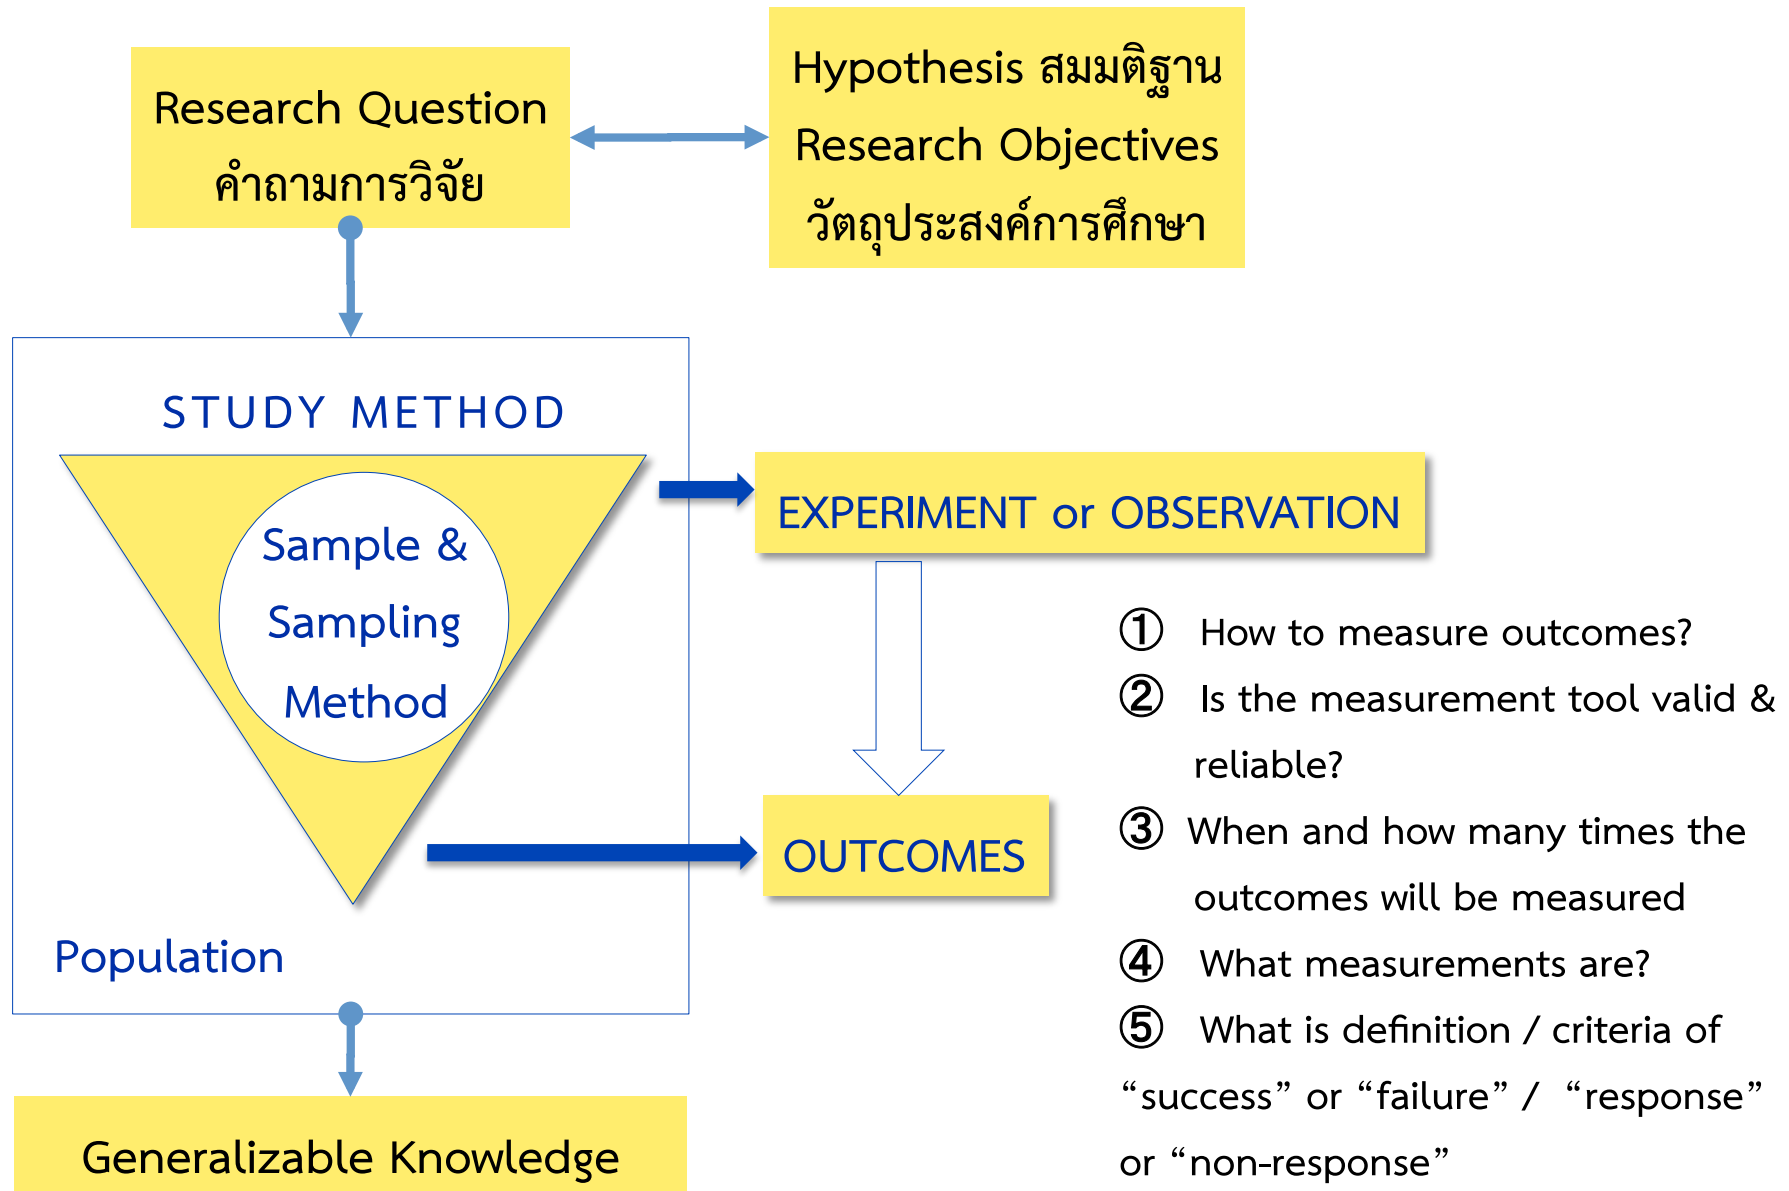 Research Question
คำถามการวิจัย
Hypothesis สมมติฐาน
Research Objectives
วัตถุประสงค์การศึกษา
STUDY METHOD
Sample &
Sampling
Method
Population
EXPERIMENT or OBSERVATION
OUTCOMES
① How to measure outcomes?
② Is the measurement tool valid &
reliable?
③ When and how many times the
outcomes will be measured
④ What measurements are?
⑤ What is definition / criteria of
“success” or “failure” / “response”
or “non-response”
Generalizable Knowledge